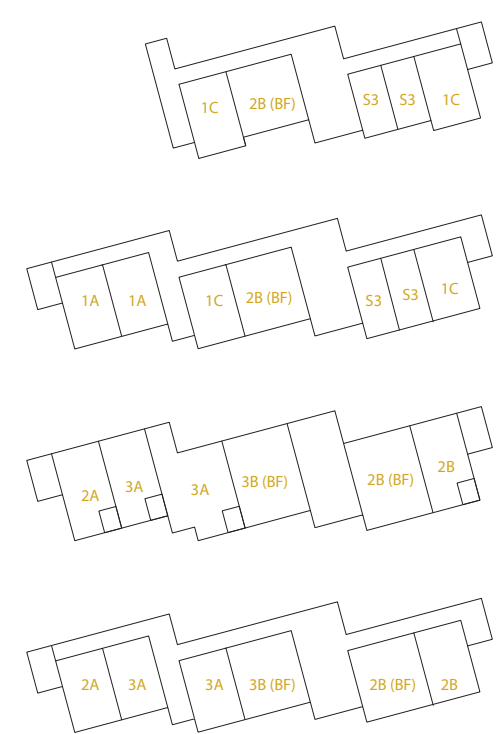 1C 2B (BF) S3 S3 1C
1A 1A 1C 2B (BF) S3 S3 1C
2A 3A 3A 3B (BF) 2B (BF) 2B
2A 3A 3A 3B (BF) 2B (BF) 2B